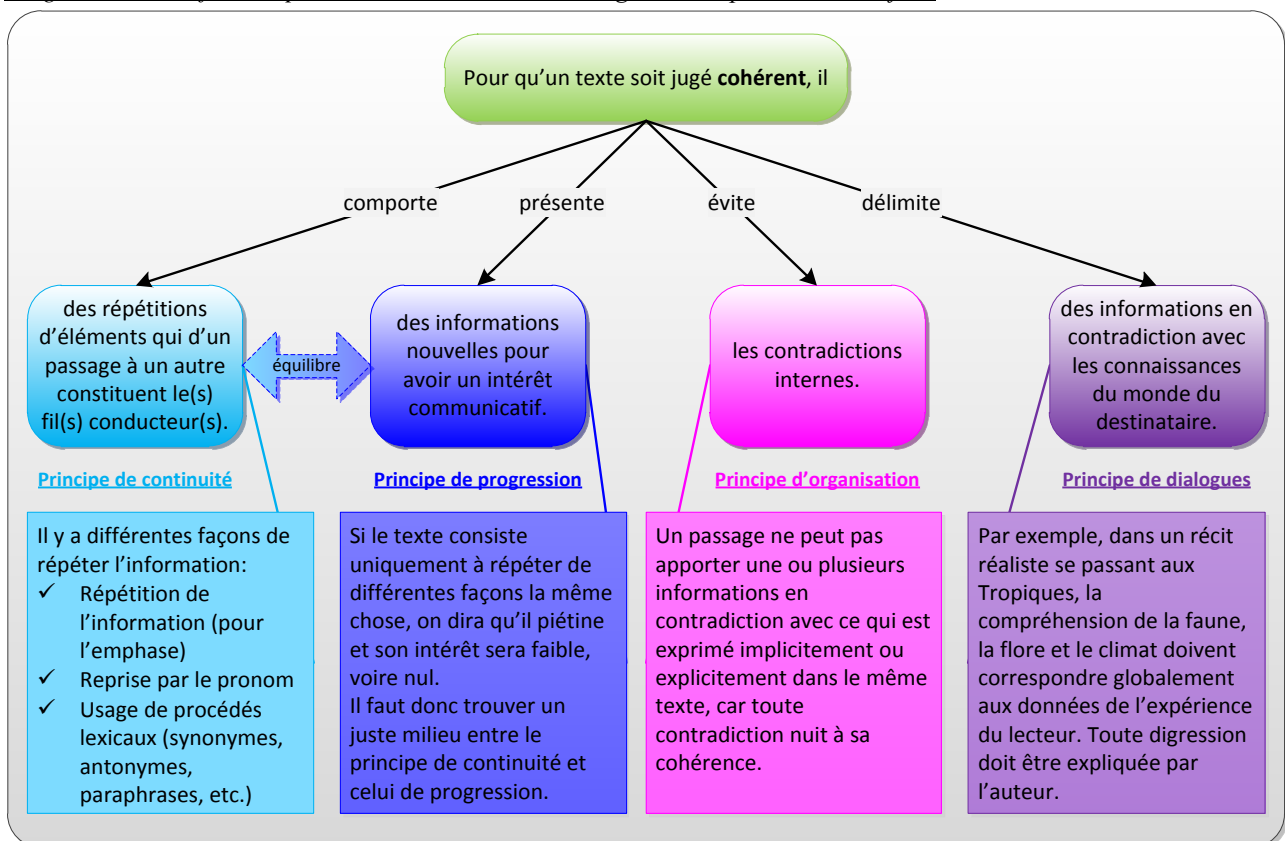 Pour qu'un texte soit jugé cohérent, il
comporte
présente
évite
délimite
des répétitions
d'éléments qui d'un
passage à un autre
constituent le(s)
fil(s) conducteur(s).
équilibre
des informations
nouvelles pour
avoir un intérêt
communicatif.
les contradictions
internes.
des informations en
contradiction avec
les connaissances
du monde du
destinataire.
Principe de continuité
Principe de progression
Principe d'organisation
Principe de dialogues
Il y a différentes façons de
répéter l'information:
✓ Répétition de
l'information (pour
l'emphase)
✓ Reprise par le pronom
✓ Usage de procédés
lexicaux (synonymes,
antonymes,
paraphrases, etc.)
Si le texte consiste
uniquement à répéter de
différentes façons la même
chose, on dira qu'il piétine
et son intérêt sera faible,
voire nul.
Il faut donc trouver un
juste milieu entre le
principe de continuité et
celui de progression.
Un passage ne peut pas
apporter une ou plusieurs
informations en
contradiction avec ce qui est
exprimé implicitement ou
explicitement dans le même
texte, car toute
contradiction nuit à sa
cohérence.
Par exemple, dans un récit
réaliste se passant aux
Tropiques, la
compréhension de la faune,
la flore et le climat doivent
correspondre globalement
aux données de l'expérience
du lecteur. Toute digression
doit être expliquée par
l'auteur.